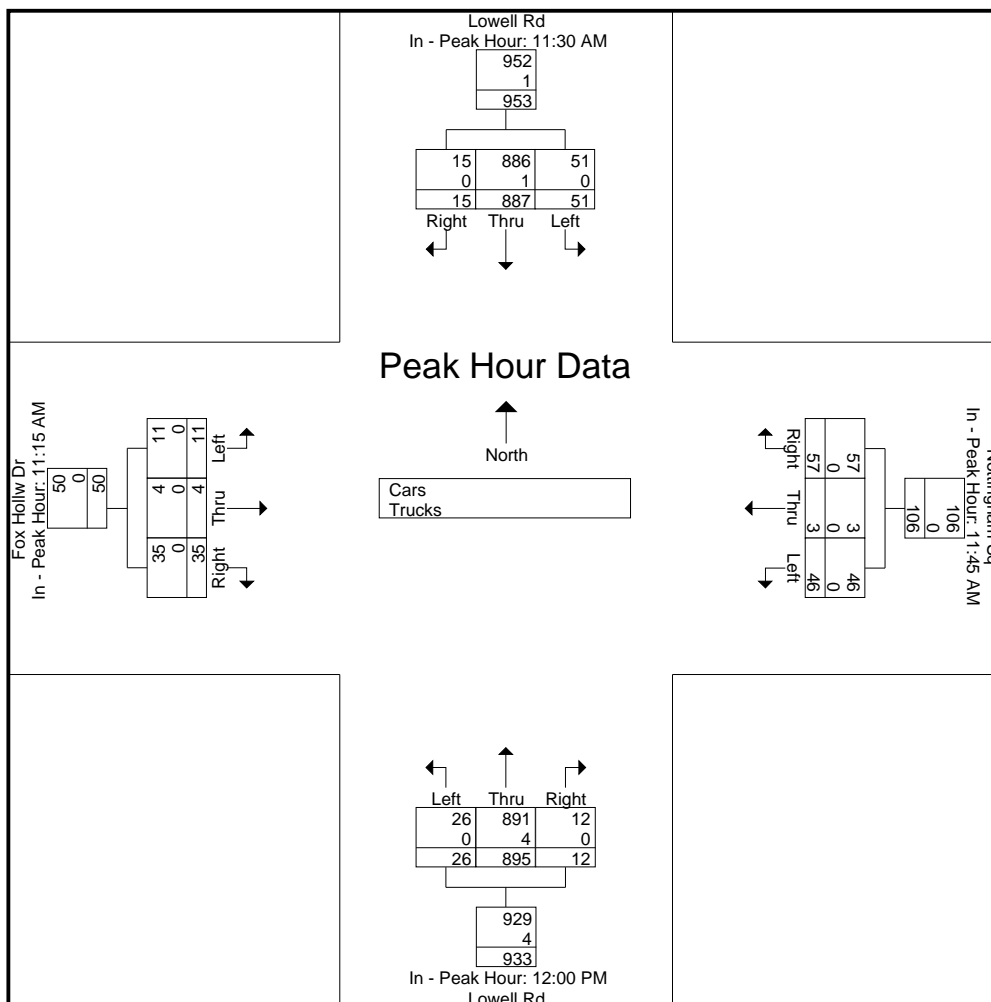 Lowell Rd
In - Peak Hour: 11:30 AM
952
1
953
15 886 51
0 1 0
15 887 51
Right Thru Left
Peak Hour Data
North
Cars
Trucks
Fox Hollw Dr
In - Peak Hour: 11:15 AM
50
0
50
11 0 11
4 0 4
35 0 35
Left
Thru
Right
Right
Thru
Left
57 0 57
3 0 3
46 0 46
106
0
106
In - Peak Hour: 11:45 AM
Nottingham Sq
Left Thru Right
26 891 12
0 4 0
26 895 12
929
4
933
In - Peak Hour: 12:00 PM
Lowell Rd